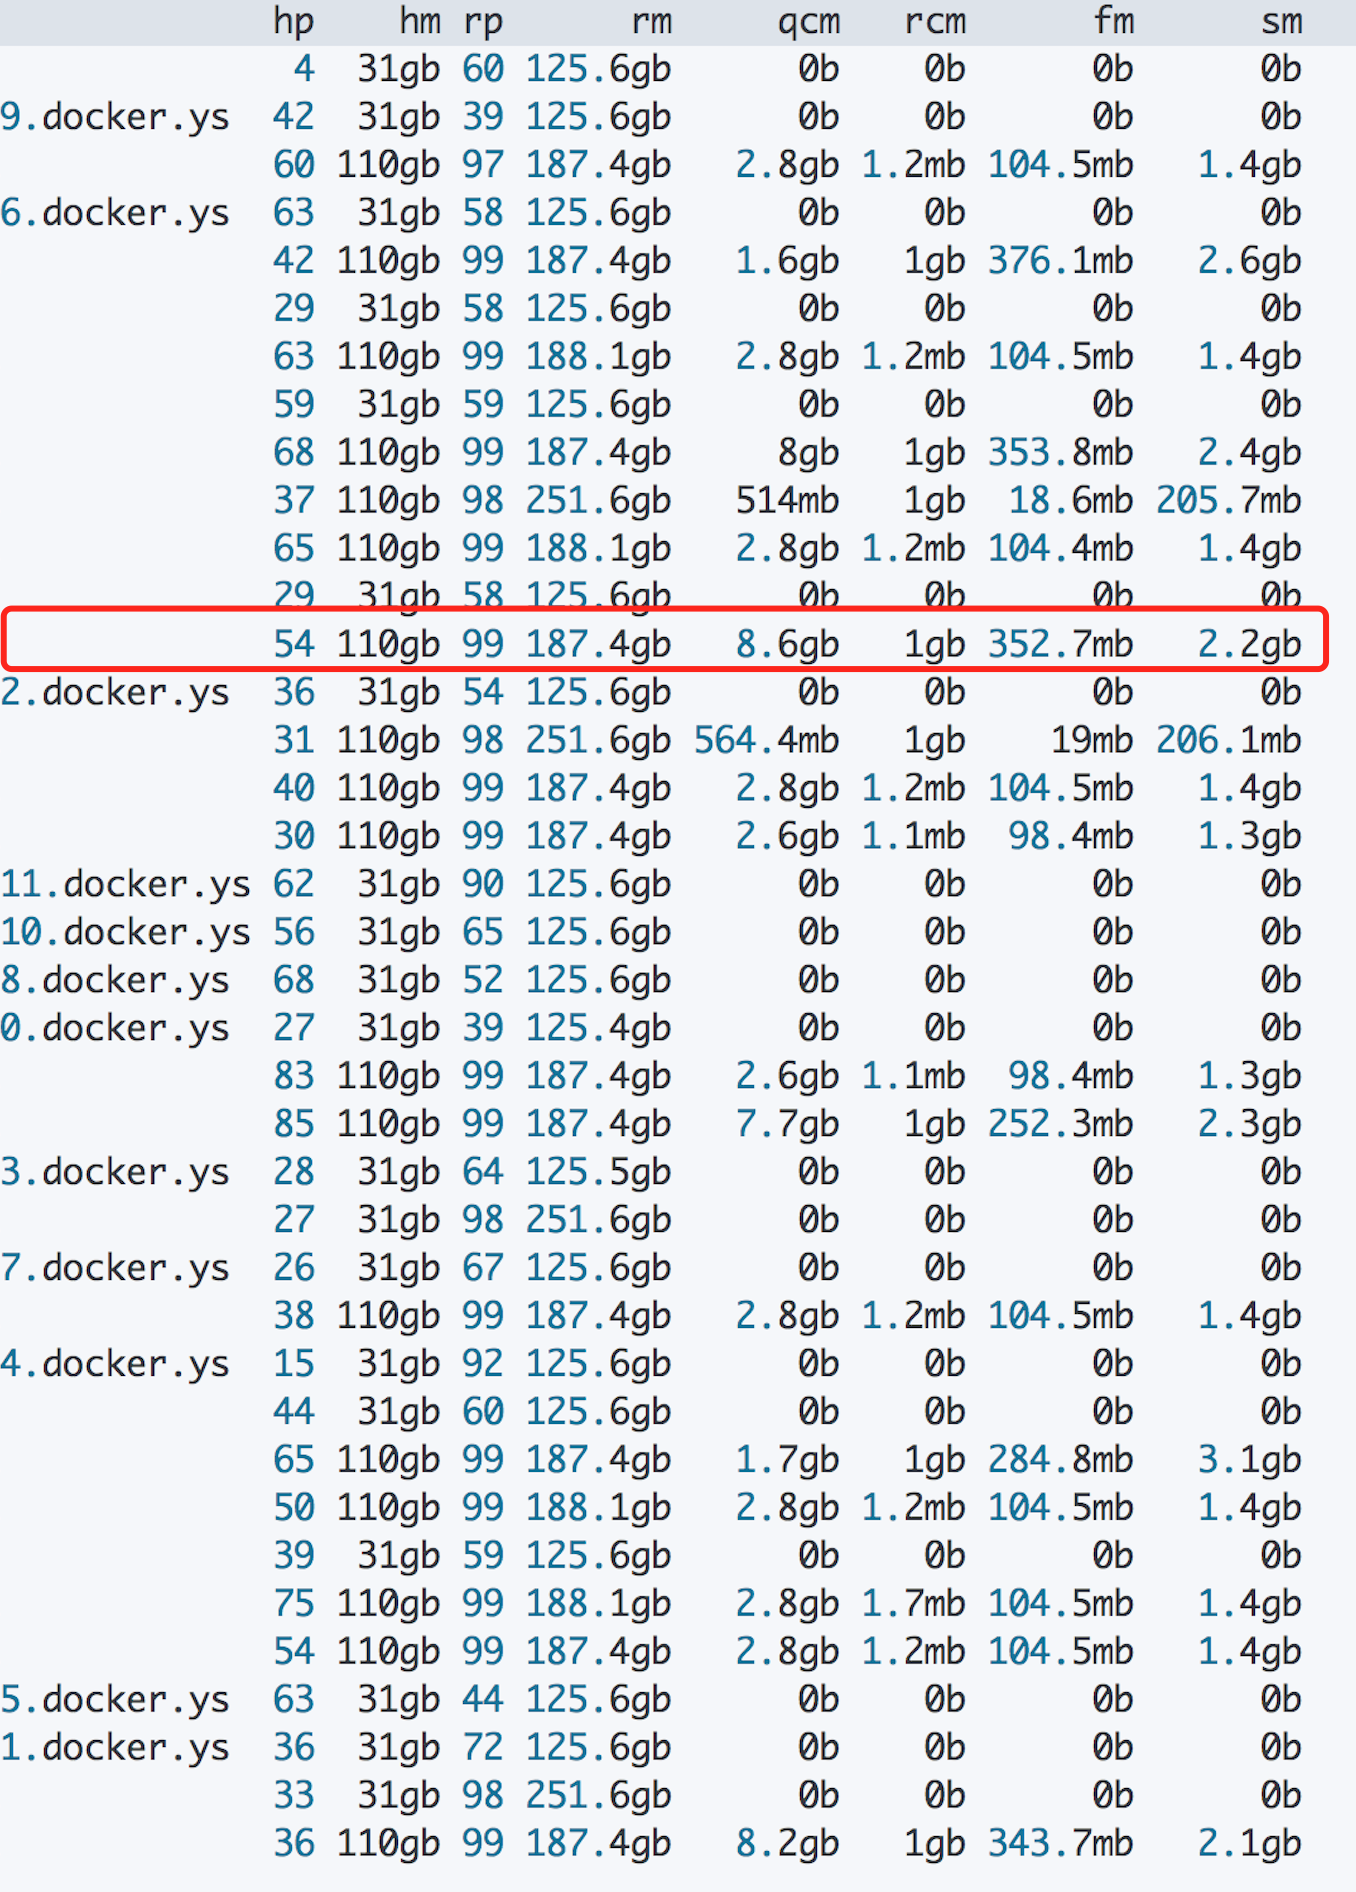 hp hm rp rm qcm rcm fm sm
4 31gb 60 125.6gb 0b 0b 0b 0b
9.docker.ys 42 31gb 39 125.6gb 0b 0b 0b 0b
60 110gb 97 187.4gb 2.8gb 1.2mb 104.5mb 1.4gb
6.docker.ys 63 31gb 58 125.6gb 0b 0b 0b 0b
42 110gb 99 187.4gb 1.6gb 1gb 376.1mb 2.6gb
29 31gb 58 125.6gb 0b 0b 0b 0b
63 110gb 99 188.1gb 2.8gb 1.2mb 104.5mb 1.4gb
59 31gb 59 125.6gb 0b 0b 0b 0b
68 110gb 99 187.4gb 8gb 1gb 353.8mb 2.4gb
37 110gb 98 251.6gb 514mb 1gb 18.6mb 205.7mb
65 110gb 99 188.1gb 2.8gb 1.2mb 104.4mb 1.4gb
29 31gb 58 125.6gb 0b 0b 0b 0b
54 110gb 99 187.4gb 8.6gb 1gb 352.7mb 2.2gb
2.docker.ys 36 31gb 54 125.6gb 0b 0b 0b 0b
31 110gb 98 251.6gb 564.4mb 1gb 19mb 206.1mb
40 110gb 99 187.4gb 2.8gb 1.2mb 104.5mb 1.4gb
30 110gb 99 187.4gb 2.6gb 1.1mb 98.4mb 1.3gb
11.docker.ys 62 31gb 90 125.6gb 0b 0b 0b 0b
10.docker.ys 56 31gb 65 125.6gb 0b 0b 0b 0b
8.docker.ys 68 31gb 52 125.6gb 0b 0b 0b 0b
0.docker.ys 27 31gb 39 125.4gb 0b 0b 0b 0b
83 110gb 99 187.4gb 2.6gb 1.1mb 98.4mb 1.3gb
85 110gb 99 187.4gb 7.7gb 1gb 252.3mb 2.3gb
3.docker.ys 28 31gb 64 125.5gb 0b 0b 0b 0b
27 31gb 98 251.6gb 0b 0b 0b 0b
7.docker.ys 26 31gb 67 125.6gb 0b 0b 0b 0b
38 110gb 99 187.4gb 2.8gb 1.2mb 104.5mb 1.4gb
4.docker.ys 15 31gb 92 125.6gb 0b 0b 0b 0b
44 31gb 60 125.6gb 0b 0b 0b 0b
65 110gb 99 187.4gb 1.7gb 1gb 284.8mb 3.1gb
50 110gb 99 188.1gb 2.8gb 1.2mb 104.5mb 1.4gb
39 31gb 59 125.6gb 0b 0b 0b 0b
75 110gb 99 188.1gb 2.8gb 1.7mb 104.5mb 1.4gb
54 110gb 99 187.4gb 2.8gb 1.2mb 104.5mb 1.4gb
5.docker.ys 63 31gb 44 125.6gb 0b 0b 0b 0b
1.docker.ys 36 31gb 72 125.6gb 0b 0b 0b 0b
33 31gb 98 251.6gb 0b 0b 0b 0b
36 110gb 99 187.4gb 8.2gb 1gb 343.7mb 2.1gb